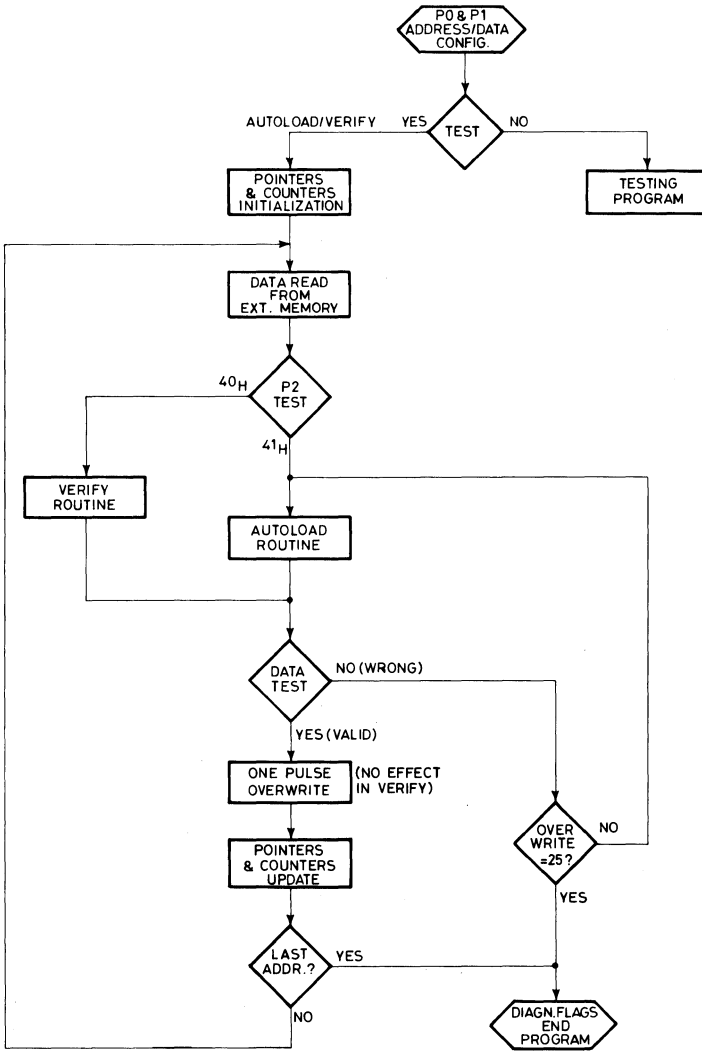 P0 & P1
ADDRESS/DATA
CONFIG.
AUTOLOAD/VERIFY YES
TEST
NO
POINTERS
& COUNTERS
INITIALIZATION
TESTING
PROGRAM
DATA READ
FROM
EXT. MEMORY
40H
P2
TEST
41H
VERIFY
ROUTINE
AUTOLOAD
ROUTINE
DATA
TEST
NO (WRONG)
YES (VALID)
ONE PULSE
OVERWRITE
(NO EFFECT
IN VERIFY)
OVER
WRITE
=25?
NO
YES
POINTERS
& COUNTERS
UPDATE
LAST
ADDR.?
YES
NO
DIAGN.FLAGS
END
PROGRAM